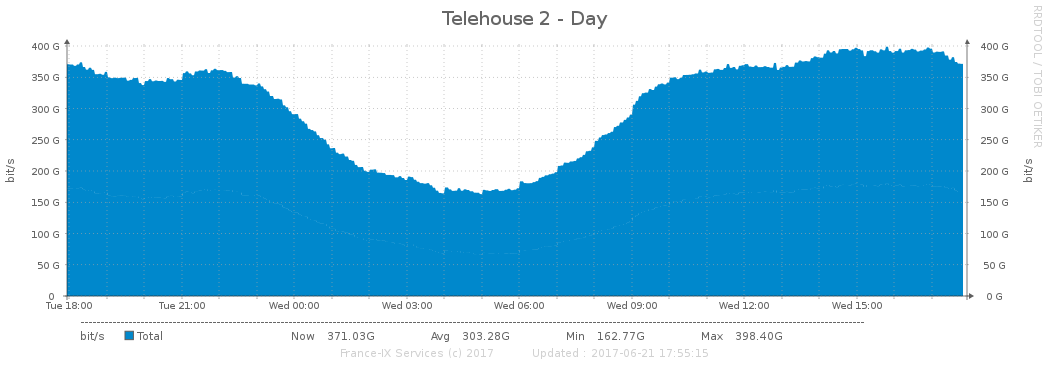 Telehouse 2 - Day
RRDTOOL / TOBI OETIKER
bit/s
400 G 400 G
350 G 350 G
300 G 300 G
250 G 250 G
200 G 200 G
150 G 150 G
100 G 100 G
50 G 50 G
0 0 G
bit/s
Tue 18:00 Tue 21:00 Wed 00:00 Wed 03:00 Wed 06:00 Wed 09:00 Wed 12:00 Wed 15:00
bit/s Total Now 371.03G Avg 303.28G Min 162.77G Max 398.40G
France-IX Services (c) 2017 Updated : 2017-06-21 17:55:15